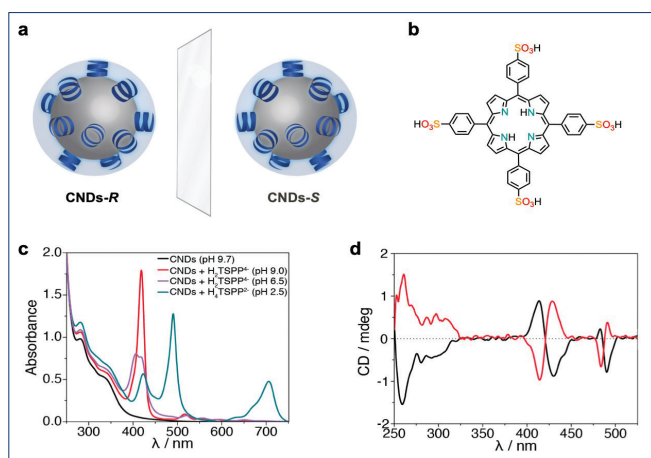 a
CNDs-R
CNDs-S
b
SO₃H
N
HN
HO₃S
SO₃H
NH
N
SO₃H
c
Absorbance
2.0
1.5
1.0
0.5
0.0
CNDs (pH 9.7)
CNDs + H₂TSPP⁴⁻ (pH 9.0)
CNDs + H₂TSPP⁴⁻ (pH 6.5)
CNDs + H₄TSPP²⁻ (pH 2.5)
300 400 500 600 700
λ / nm
d
CD / mdeg
2
1
0
-1
-2
250 300 350 400 450 500
λ / nm